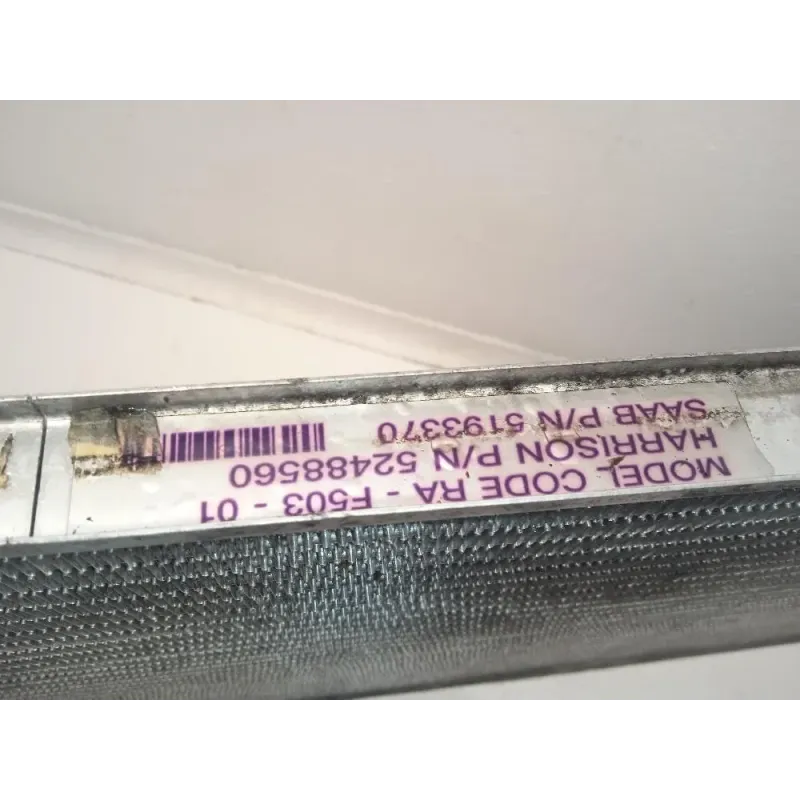 MODEL CODE RA - F503 - 01
HARRISON P/N 52488560
SAAB P/N 5193370